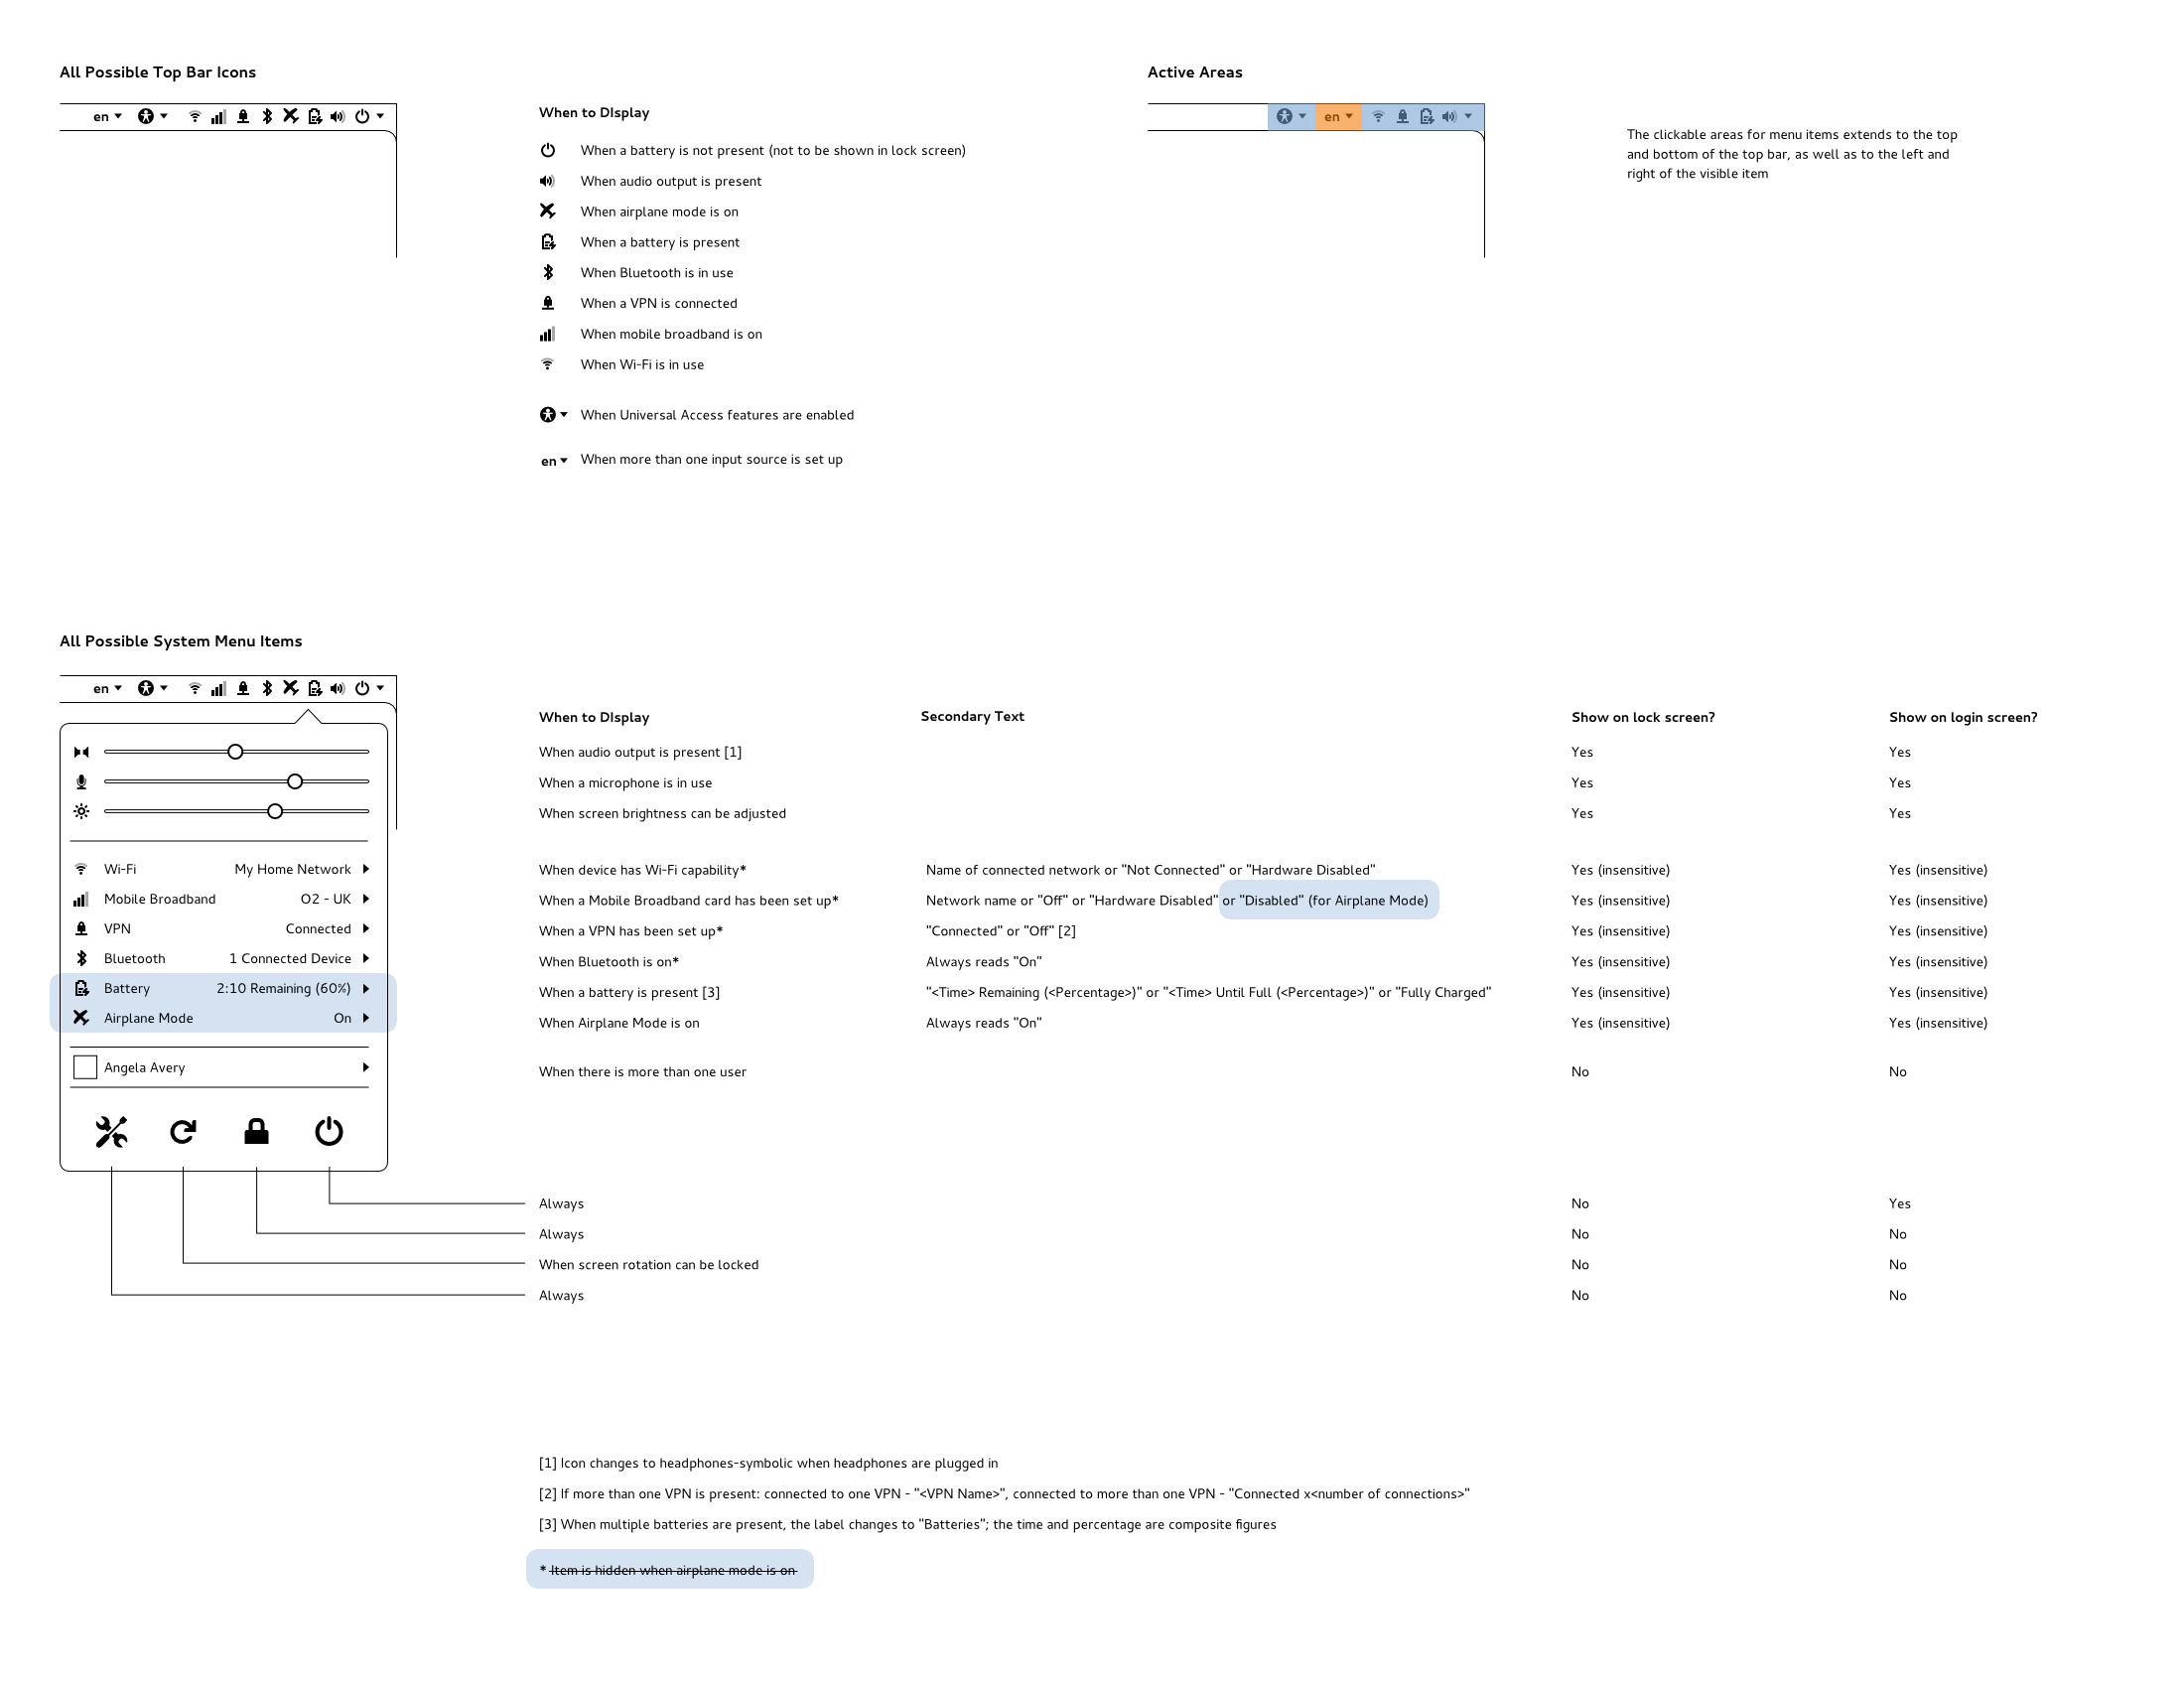 All Possible Top Bar Icons
Active Areas
en
When to DIsplay
en
When a battery is not present (not to be shown in lock screen)
The clickable areas for menu items extends to the top
and bottom of the top bar, as well as to the left and
right of the visible item
When audio output is present
When airplane mode is on
When a battery is present
When Bluetooth is in use
When a VPN is connected
When mobile broadband is on
When Wi-Fi is in use
When Universal Access features are enabled
en When more than one input source is set up
All Possible System Menu Items
en
When to DIsplay Secondary Text Show on lock screen? Show on login screen?
When audio output is present [1] Yes Yes
When a microphone is in use Yes Yes
When screen brightness can be adjusted Yes Yes
Wi-Fi My Home Network When device has Wi-Fi capability* Name of connected network or "Not Connected" or "Hardware Disabled" Yes (insensitive) Yes (insensitive)
Mobile Broadband O2 - UK When a Mobile Broadband card has been set up* Network name or "Off" or "Hardware Disabled" or "Disabled" (for Airplane Mode) Yes (insensitive) Yes (insensitive)
VPN Connected When a VPN has been set up* "Connected" or "Off" [2] Yes (insensitive) Yes (insensitive)
Bluetooth 1 Connected Device When Bluetooth is on* Always reads "On" Yes (insensitive) Yes (insensitive)
Battery 2:10 Remaining (60%) When a battery is present [3] "<Time> Remaining (<Percentage>)" or "<Time> Until Full (<Percentage>)" or "Fully Charged" Yes (insensitive) Yes (insensitive)
Airplane Mode On When Airplane Mode is on Always reads "On" Yes (insensitive) Yes (insensitive)
Angela Avery When there is more than one user No No
Always No Yes
Always No No
When screen rotation can be locked No No
Always No No
[1] Icon changes to headphones-symbolic when headphones are plugged in
[2] If more than one VPN is present: connected to one VPN - "<VPN Name>", connected to more than one VPN - "Connected x<number of connections>"
[3] When multiple batteries are present, the label changes to "Batteries"; the time and percentage are composite figures
* Item is hidden when airplane mode is on